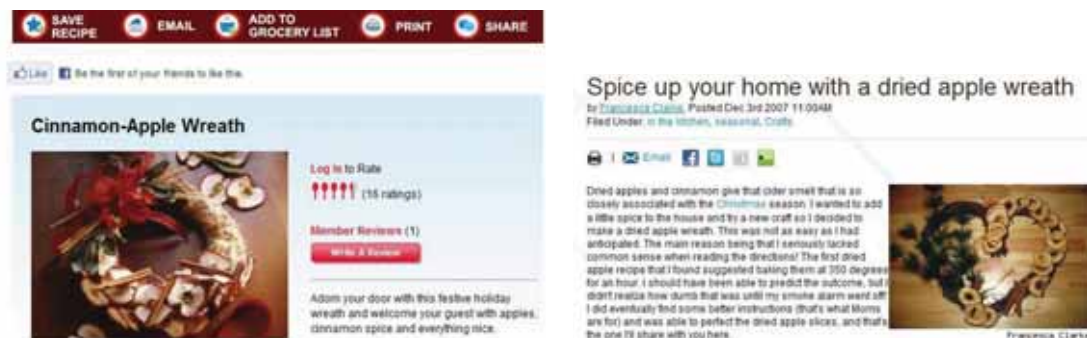 SAVE RECIPE
EMAIL
ADD TO GROCERY LIST
PRINT
SHARE
Like
Be the first of your friends to like this.
Cinnamon-Apple Wreath
Log In to Rate
(16 ratings)
Member Reviews (1)
Write A Review
Adorn your door with this festive holiday
wreath and welcome your guest with apples,
cinnamon spice and everything nice.
Spice up your home with a dried apple wreath
by Francesca Clarke, Posted Dec 3rd 2007 11:00AM
Filed Under: In the kitchen, seasonal, Crafts
Email
Dried apples and cinnamon give that cider smell that is so
closely associated with the Christmas season. I wanted to add
a little spice to the house and try a new craft so I decided to
make a dried apple wreath. This was not as easy as I had
anticipated. The main reason being that I seriously lacked
common sense when reading the directions! The first dried
apple recipe that I found suggested baking them at 350 degrees
for an hour. I should have been able to predict the outcome, but I
didn't realize how dumb that was until my smoke alarm went off!
I did eventually find some better instructions (that's what Moms
are for) and was able to perfect the dried apple slices, and that's
the one I'll share with you here.
Francesca Clarke